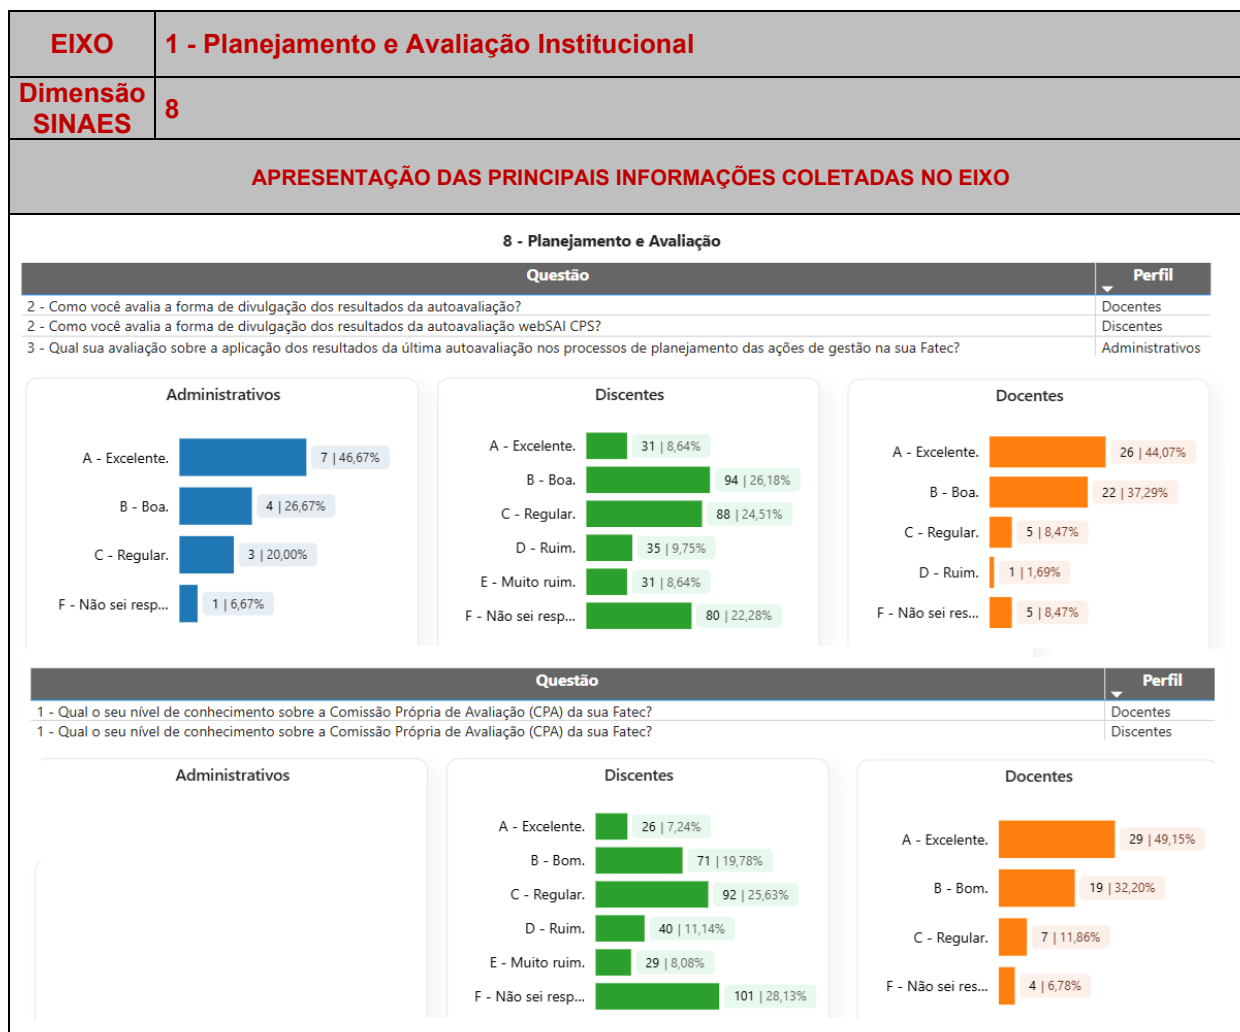 EIXO
1 - Planejamento e Avaliação Institucional
Dimensão
SINAES
8
APRESENTAÇÃO DAS PRINCIPAIS INFORMAÇÕES COLETADAS NO EIXO
8 - Planejamento e Avaliação
Questão
Perfil
2 - Como você avalia a forma de divulgação dos resultados da autoavaliação?
Docentes
2 - Como você avalia a forma de divulgação dos resultados da autoavaliação webSAI CPS?
Discentes
3 - Qual sua avaliação sobre a aplicação dos resultados da última autoavaliação nos processos de planejamento das ações de gestão na sua Fatec?
Administrativos
Administrativos
A - Excelente.
7 | 46,67%
B - Boa.
4 | 26,67%
C - Regular.
3 | 20,00%
F - Não sei resp...
1 | 6,67%
Discentes
A - Excelente.
31 | 8,64%
B - Boa.
94 | 26,18%
C - Regular.
88 | 24,51%
D - Ruim.
35 | 9,75%
E - Muito ruim.
31 | 8,64%
F - Não sei resp...
80 | 22,28%
Docentes
A - Excelente.
26 | 44,07%
B - Boa.
22 | 37,29%
C - Regular.
5 | 8,47%
D - Ruim.
1 | 1,69%
F - Não sei res...
5 | 8,47%
Questão
Perfil
1 - Qual o seu nível de conhecimento sobre a Comissão Própria de Avaliação (CPA) da sua Fatec?
Docentes
1 - Qual o seu nível de conhecimento sobre a Comissão Própria de Avaliação (CPA) da sua Fatec?
Discentes
Administrativos
Discentes
A - Excelente.
26 | 7,24%
B - Bom.
71 | 19,78%
C - Regular.
92 | 25,63%
D - Ruim.
40 | 11,14%
E - Muito ruim.
29 | 8,08%
F - Não sei resp...
101 | 28,13%
Docentes
A - Excelente.
29 | 49,15%
B - Bom.
19 | 32,20%
C - Regular.
7 | 11,86%
F - Não sei res...
4 | 6,78%